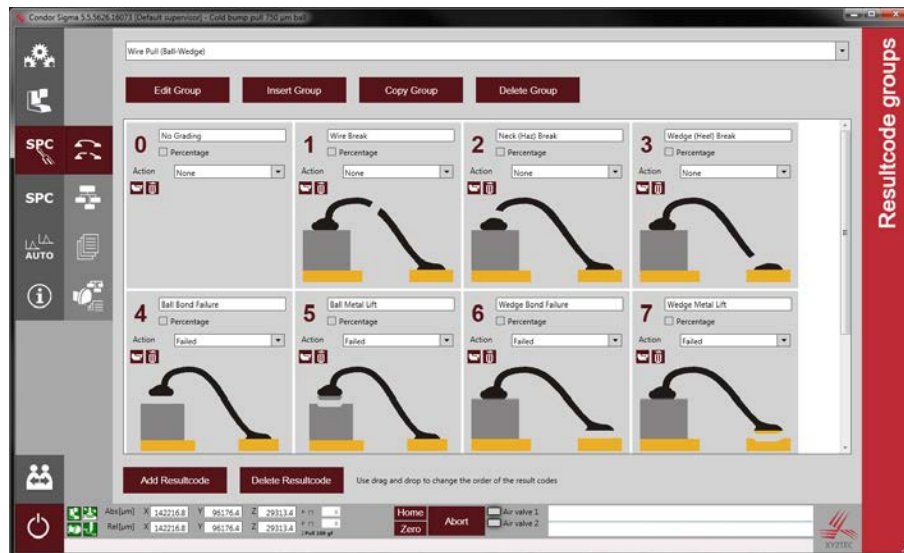 Condor Sigma 5.5.5626.16073 [Default supervisor] - Cold bump pull 750 µm ball
Wire Pull (Ball-Wedge)
Edit Group Insert Group Copy Group Delete Group
Resultcode groups
SPC
SPC
AUTO
0 No Grading
Percentage
Action None
1 Wire Break
Percentage
Action None
2 Neck (Haz) Break
Percentage
Action None
3 Wedge (Heel) Break
Percentage
Action None
4 Ball Bond Failure
Percentage
Action Failed
5 Ball Metal Lift
Percentage
Action Failed
6 Wedge Bond Failure
Percentage
Action Failed
7 Wedge Metal Lift
Percentage
Action Failed
Add Resultcode Delete Resultcode Use drag and drop to change the order of the result codes
Abs[µm] X 142216.8 Y 96176.4 Z 29313.4
Rel[µm] X 142216.8 Y 96176.4 Z 29313.4
Pull 100 gf
Home
Zero
Abort
Air valve 1
Air valve 2
XYZTEC